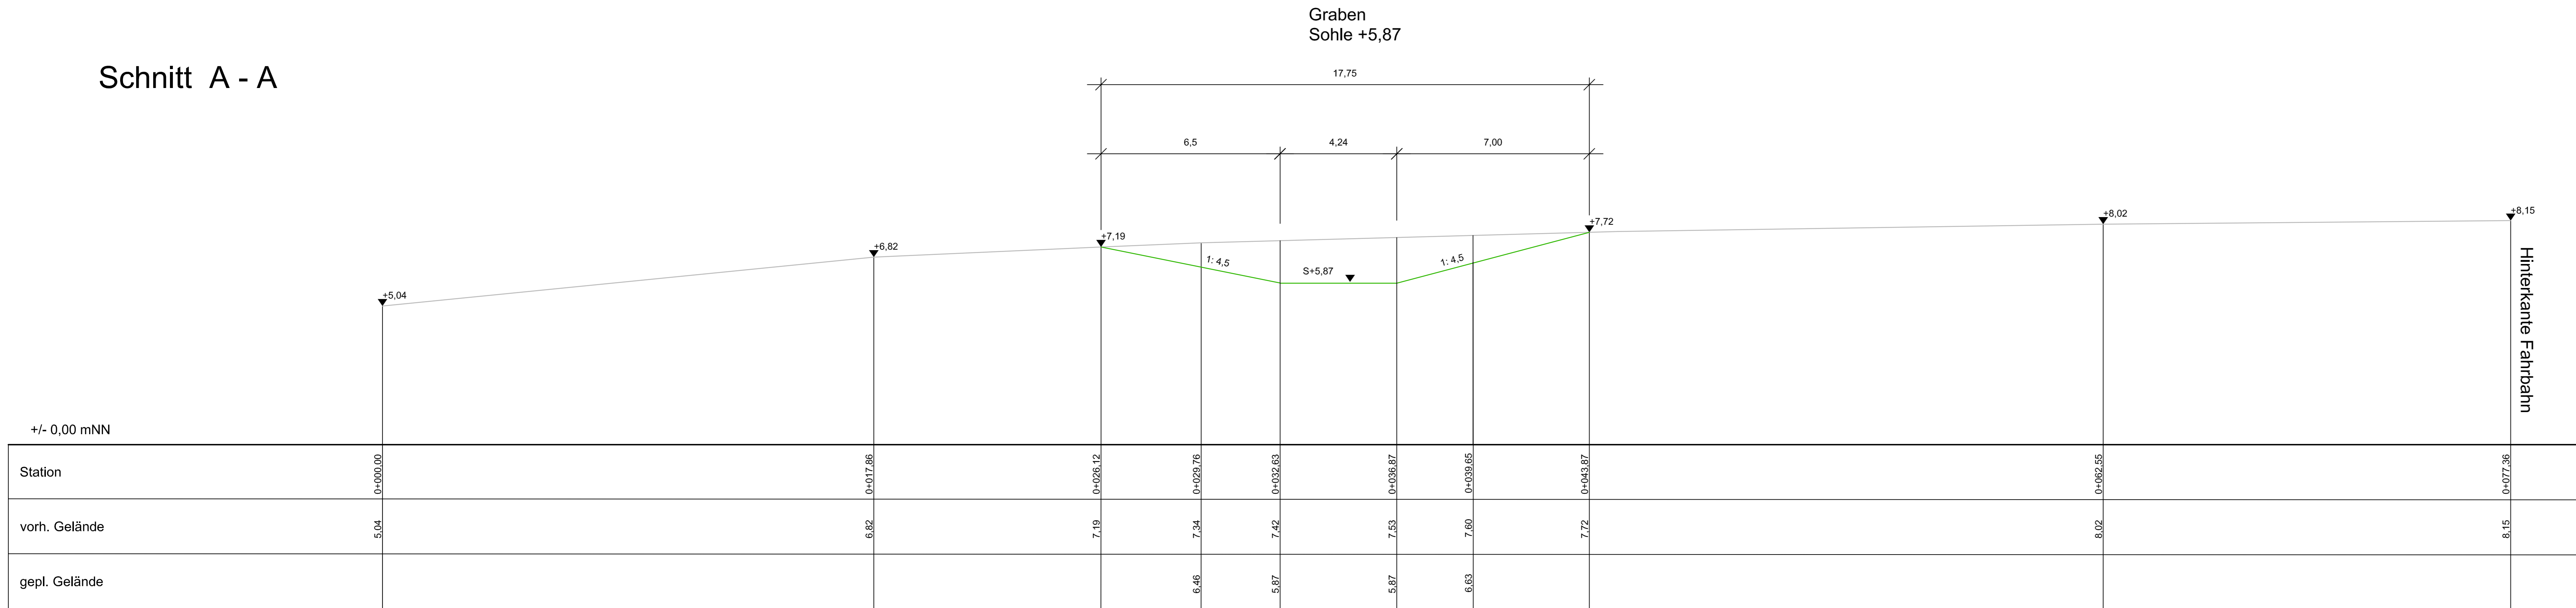 Graben
Sohle +5,87
Schnitt A - A
17,75
6,5 4,24 7,00
+5,04
+6,82
+7,19
1: 4,5
S+5,87
1: 4,5
+7,72
+8,02
+8,15
Hinterkante Fahrbahn
+/- 0,00 mNN
Station 0+000,00 0+017,86 0+026,12 0+029,76 0+032,63 0+036,87 0+039,65 0+043,87 0+062,55 0+077,36
vorh. Gelände 5,04 6,82 7,19 7,34 7,42 7,53 7,60 7,72 8,02 8,15
gepl. Gelände 6,46 5,87 5,87 6,63